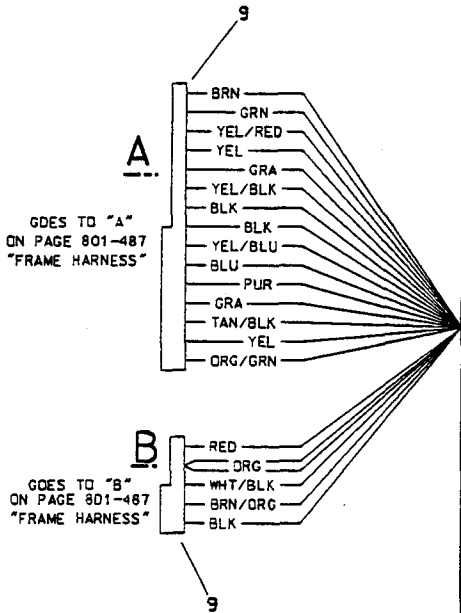 9
BRN
GRN
YEL/RED
YEL
GRA
YEL/BLK
BLK
BLK
YEL/BLU
BLU
PUR
GRA
TAN/BLK
YEL
ORG/GRN
A
GOES TO "A"
ON PAGE 801-487
"FRAME HARNESS"
RED
ORG
WHT/BLK
BRN/ORG
BLK
B
GOES TO "B"
ON PAGE 801-487
"FRAME HARNESS"
9